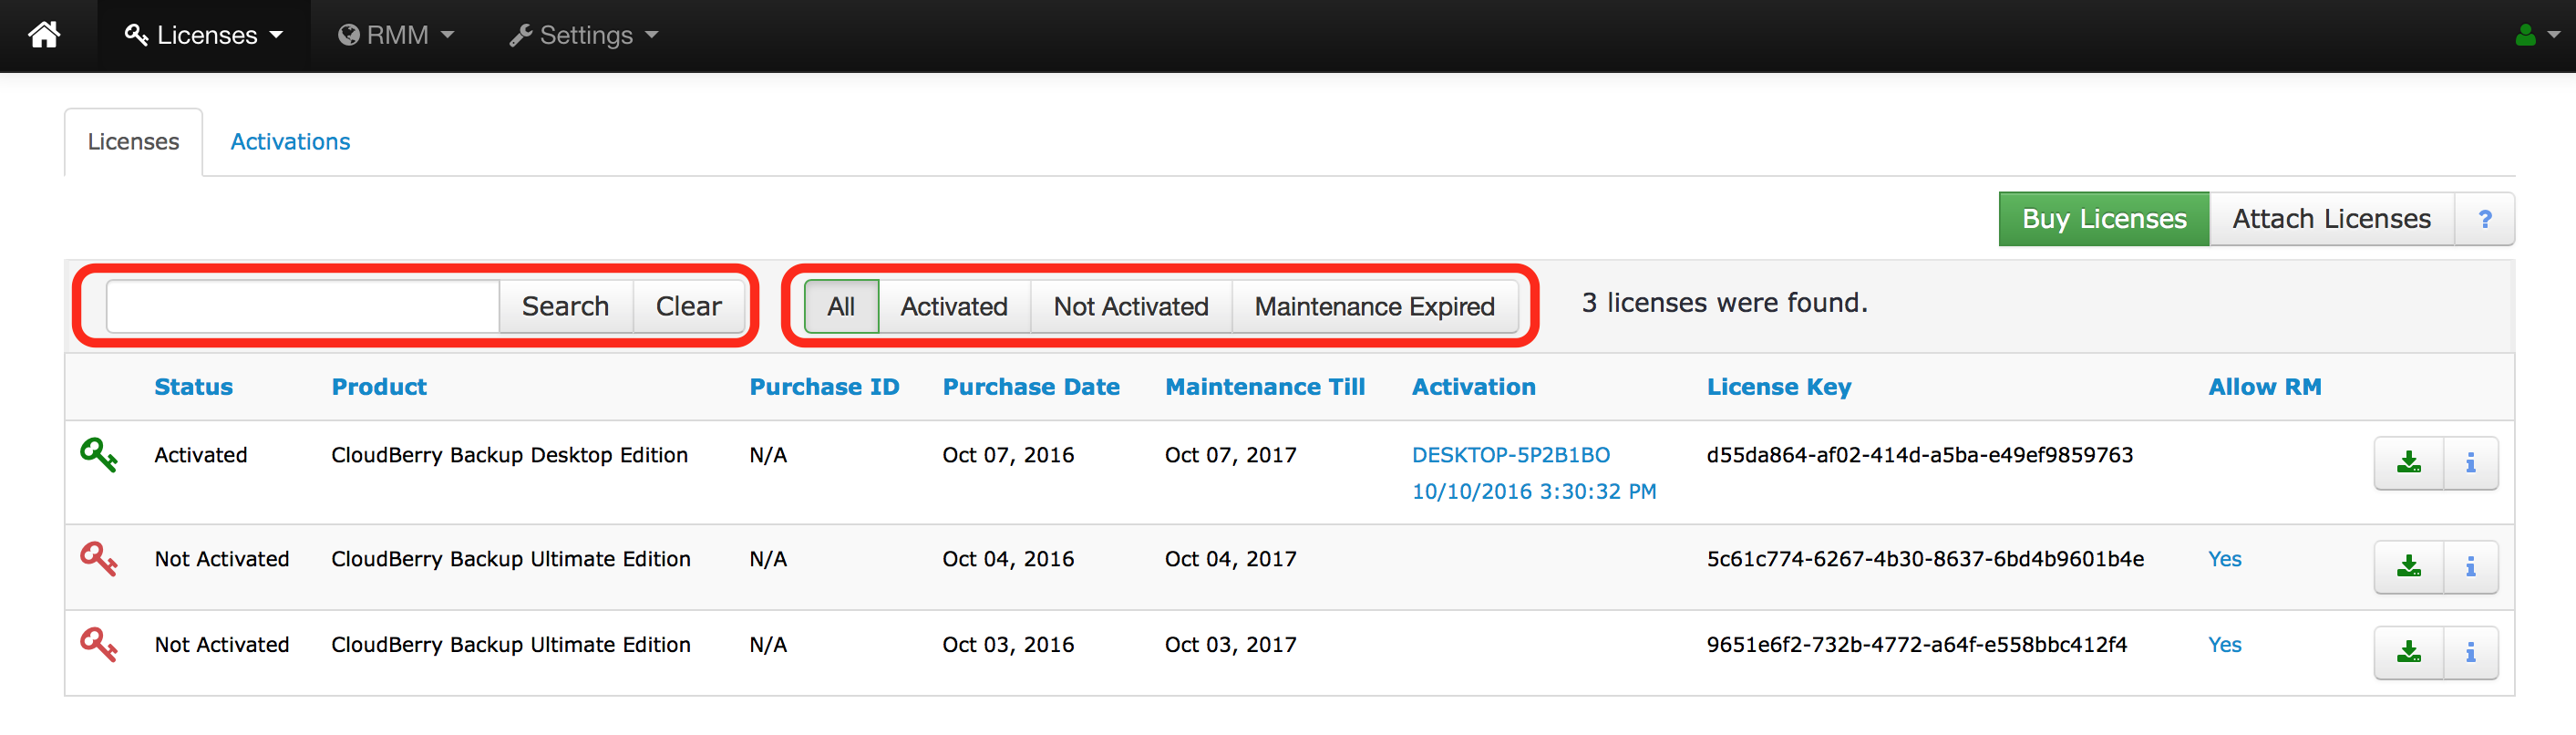 Licenses RMM Settings
Licenses Activations
Buy Licenses Attach Licenses ?
Search Clear All Activated Not Activated Maintenance Expired 3 licenses were found.
Status Product Purchase ID Purchase Date Maintenance Till Activation License Key Allow RM
Activated CloudBerry Backup Desktop Edition N/A Oct 07, 2016 Oct 07, 2017 DESKTOP-5P2B1BO d55da864-af02-414d-a5ba-e49ef9859763
10/10/2016 3:30:32 PM
Not Activated CloudBerry Backup Ultimate Edition N/A Oct 04, 2016 Oct 04, 2017 5c61c774-6267-4b30-8637-6bd4b9601b4e Yes
Not Activated CloudBerry Backup Ultimate Edition N/A Oct 03, 2016 Oct 03, 2017 9651e6f2-732b-4772-a64f-e558bbc412f4 Yes